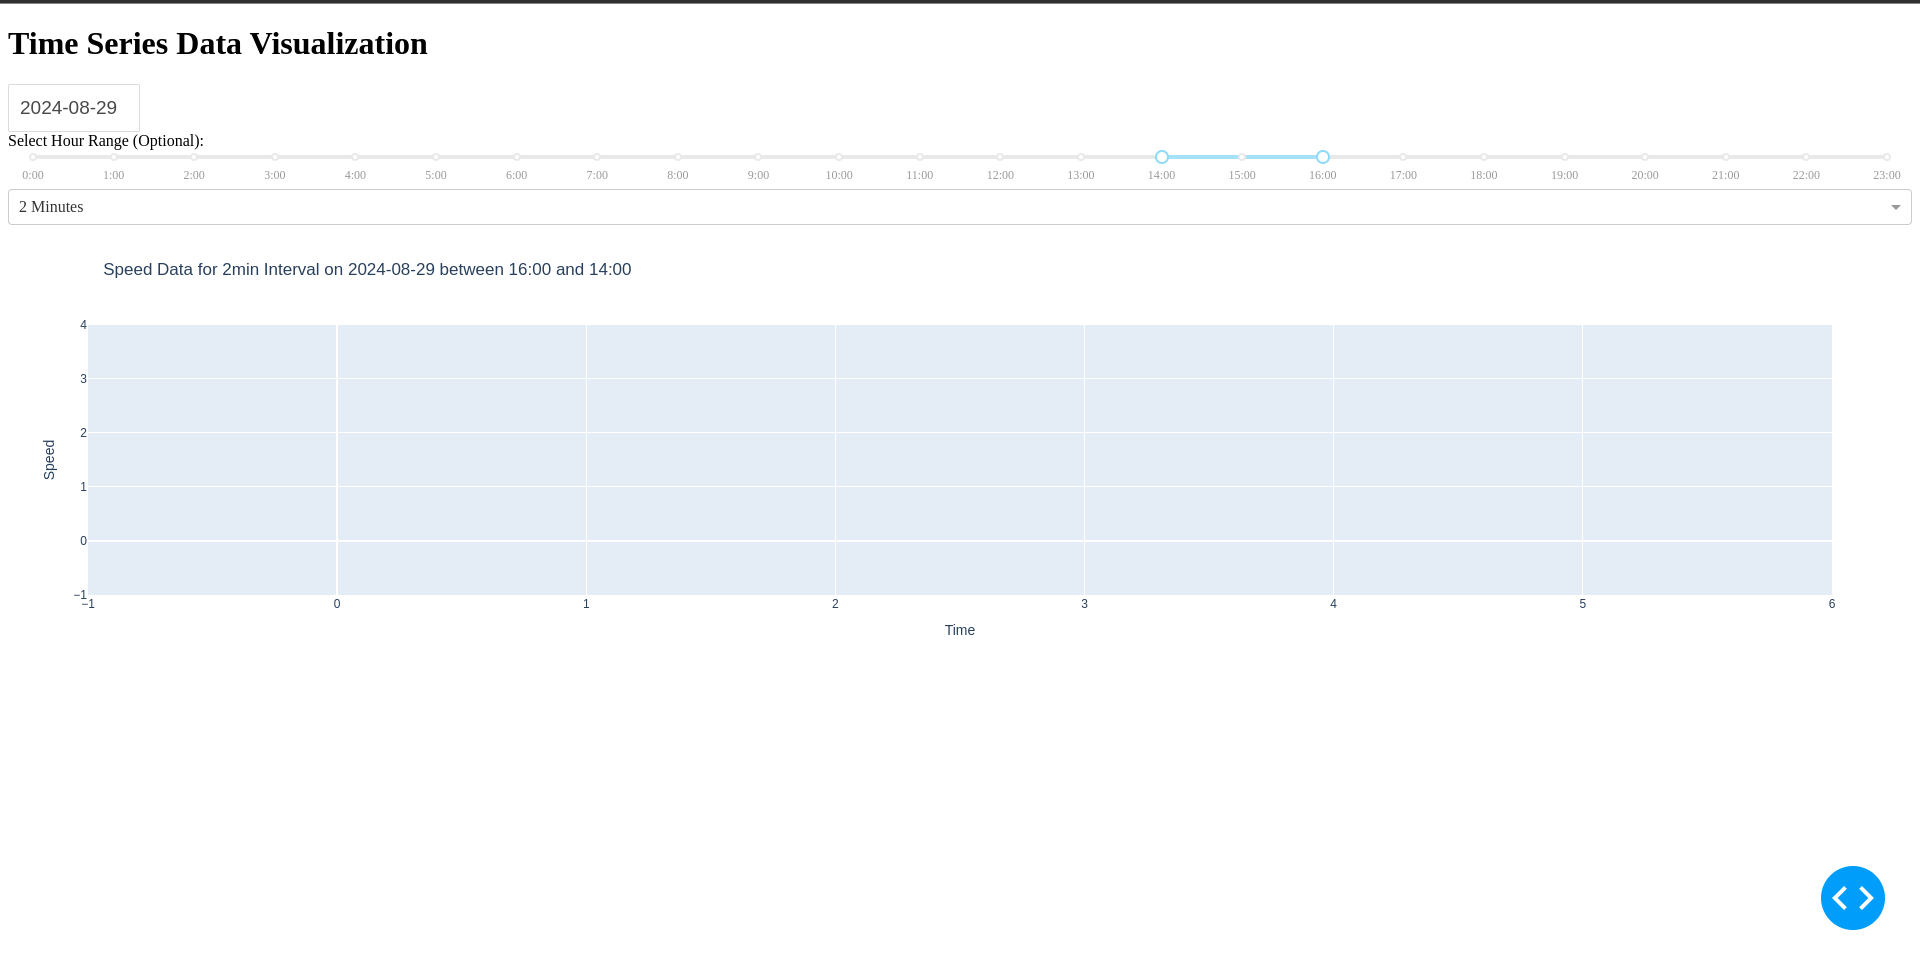 Time Series Data Visualization
2024-08-29
Select Hour Range (Optional):
0:00 1:00 2:00 3:00 4:00 5:00 6:00 7:00 8:00 9:00 10:00 11:00 12:00 13:00 14:00 15:00 16:00 17:00 18:00 19:00 20:00 21:00 22:00 23:00
2 Minutes
Speed Data for 2min Interval on 2024-08-29 between 16:00 and 14:00
4
3
2
1
0
−1
Speed
−1 0 1 2 3 4 5 6
Time